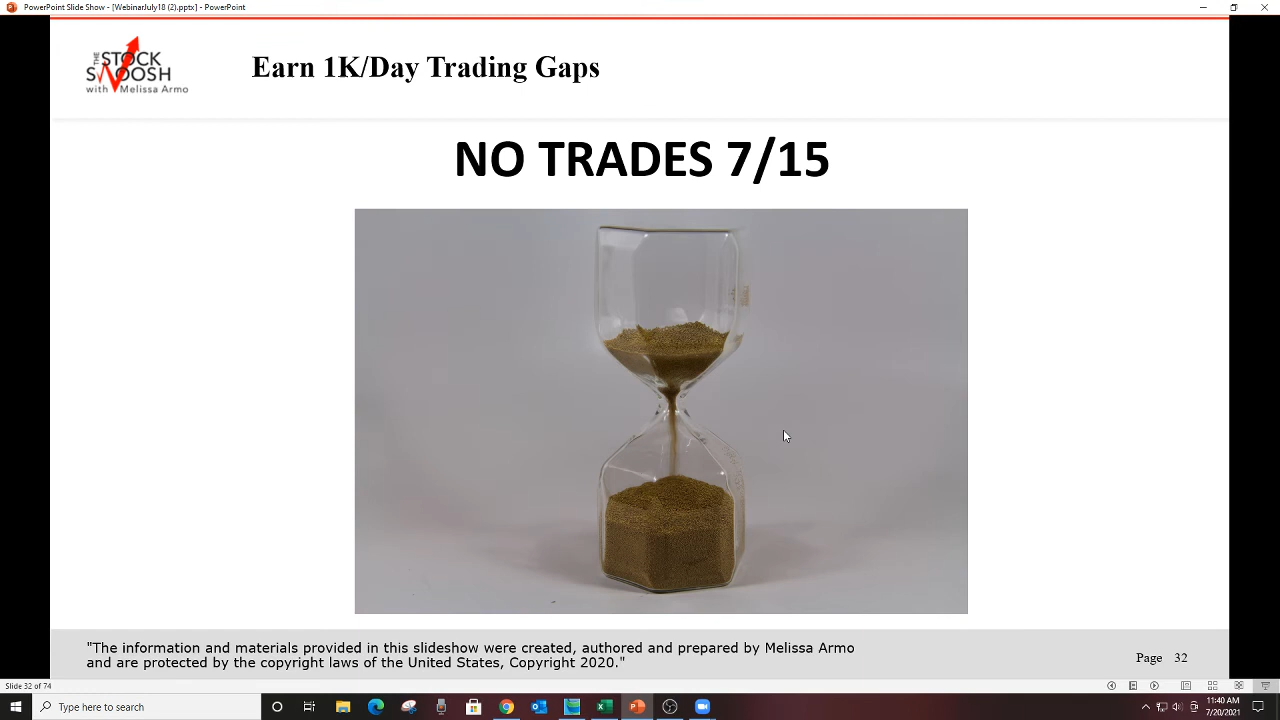 PowerPoint Slide Show - [WebinarJuly18 (2).pptx] - PowerPoint
THE STOCK
SWOOSH
with Melissa Armo
Earn 1K/Day Trading Gaps
NO TRADES 7/15
"The information and materials provided in this slideshow were created, authored and prepared by Melissa Armo
and are protected by the copyright laws of the United States, Copyright 2020."
Page 32
Slide 32 of 74
Type here to search
11:40 AM
7/20/2021